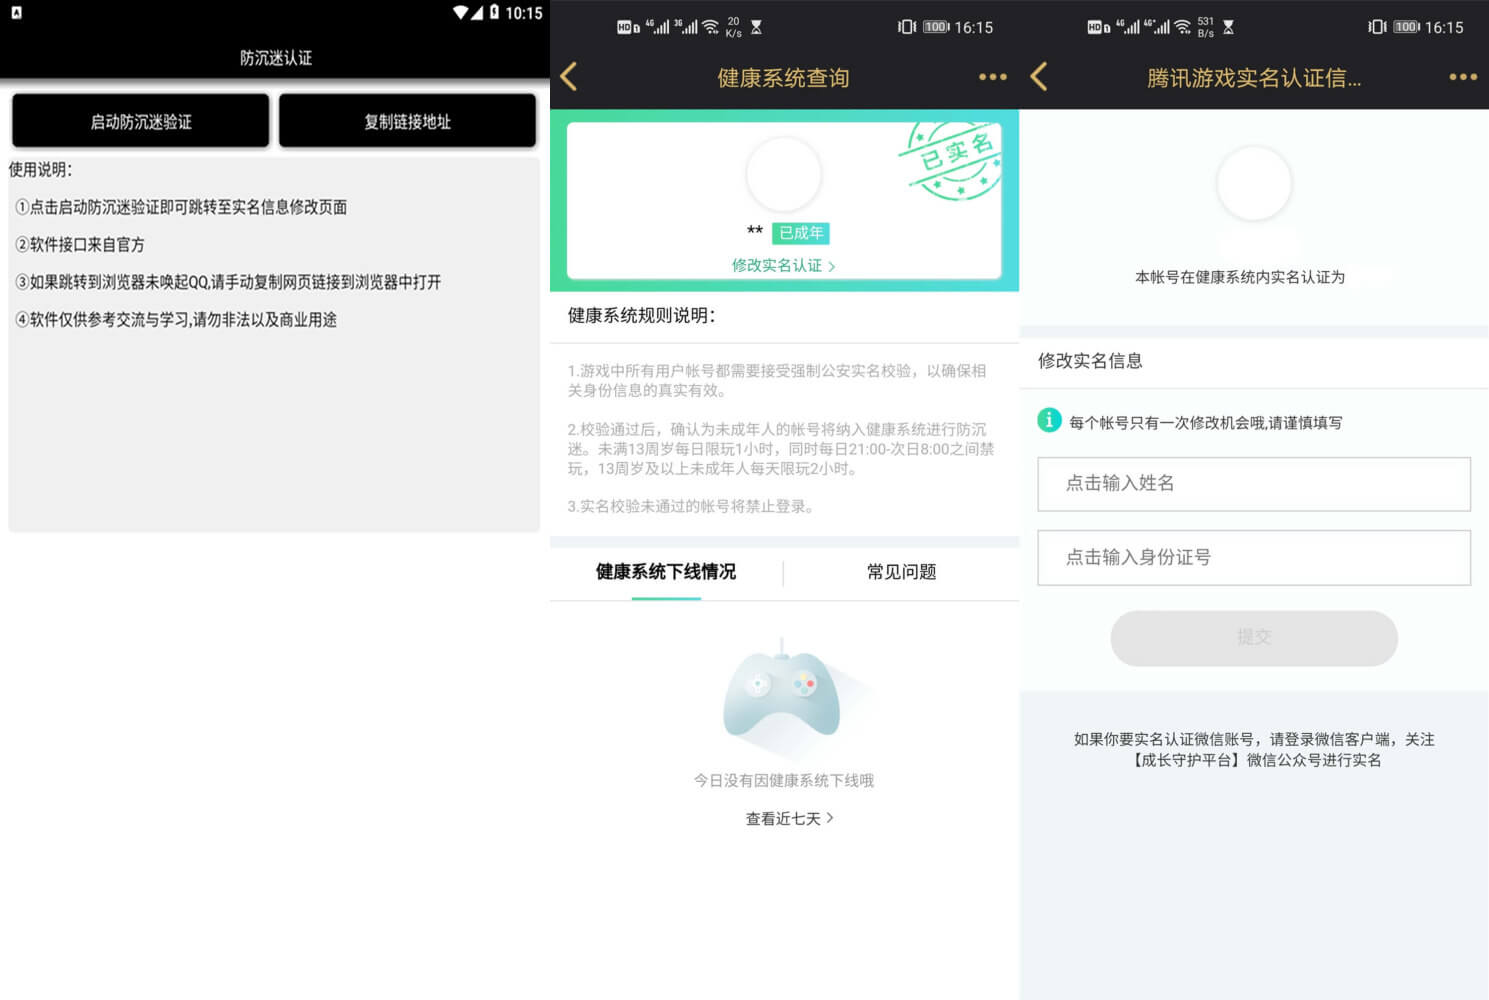 10:15
防沉迷认证
启动防沉迷验证
复制链接地址
使用说明：
①点击启动防沉迷验证即可跳转至实名信息修改页面
②软件接口来自官方
③如果跳转到浏览器未唤起QQ,请手动复制网页链接到浏览器中打开
④软件仅供参考交流与学习,请勿非法以及商业用途
HD 4G 3G 20 K/s 100 16:15
健康系统查询
已实名
** 已成年
修改实名认证
健康系统规则说明：
1.游戏中所有用户帐号都需要接受强制公安实名校验，以确保相
关身份信息的真实有效。
2.校验通过后，确认为未成年人的帐号将纳入健康系统进行防沉
迷。未满13周岁每日限玩1小时，同时每日21:00-次日8:00之间禁
玩，13周岁及以上未成年人每天限玩2小时。
3.实名校验未通过的帐号将禁止登录。
健康系统下线情况
常见问题
今日没有因健康系统下线哦
查看近七天
HD 4G 4G+ 531 B/s 100 16:15
腾讯游戏实名认证信...
本帐号在健康系统内实名认证为
修改实名信息
每个帐号只有一次修改机会哦,请谨慎填写
点击输入姓名
点击输入身份证号
提交
如果你要实名认证微信账号，请登录微信客户端，关注
【成长守护平台】微信公众号进行实名